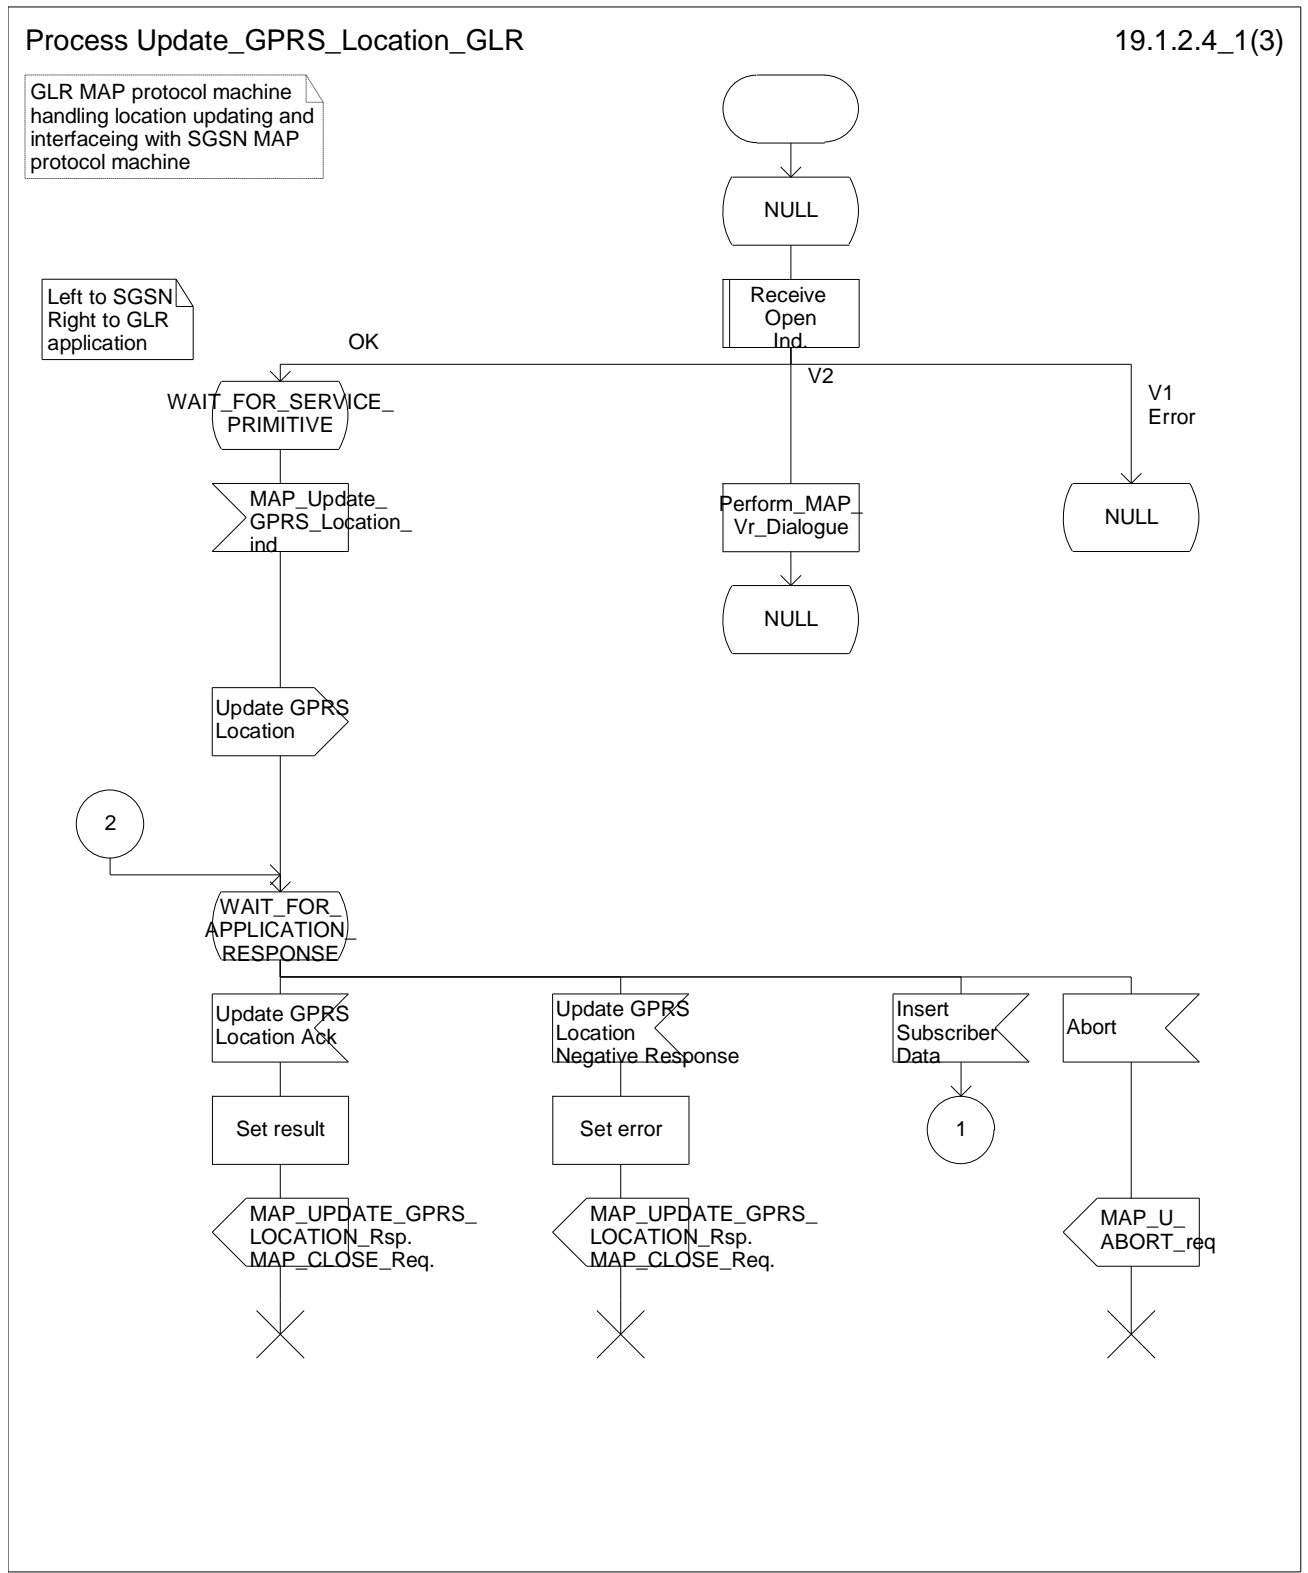 Process Update_GPRS_Location_GLR
19.1.2.4_1(3)
GLR MAP protocol machine
handling location updating and
interfaceing with SGSN MAP
protocol machine
NULL
Left to SGSN
Right to GLR
application
Receive
Open
Ind.
OK
V2
V1
Error
WAIT_FOR_SERVICE_
PRIMITIVE
MAP_Update_
GPRS_Location_
ind
Perform_MAP_
Vr_Dialogue
NULL
NULL
Update GPRS
Location
2
WAIT_FOR_
APPLICATION_
RESPONSE
Update GPRS
Location Ack
Update GPRS
Location
Negative Response
Insert
Subscriber
Data
Abort
Set result
Set error
1
MAP_UPDATE_GPRS_
LOCATION_Rsp.
MAP_CLOSE_Req.
MAP_UPDATE_GPRS_
LOCATION_Rsp.
MAP_CLOSE_Req.
MAP_U_
ABORT_req